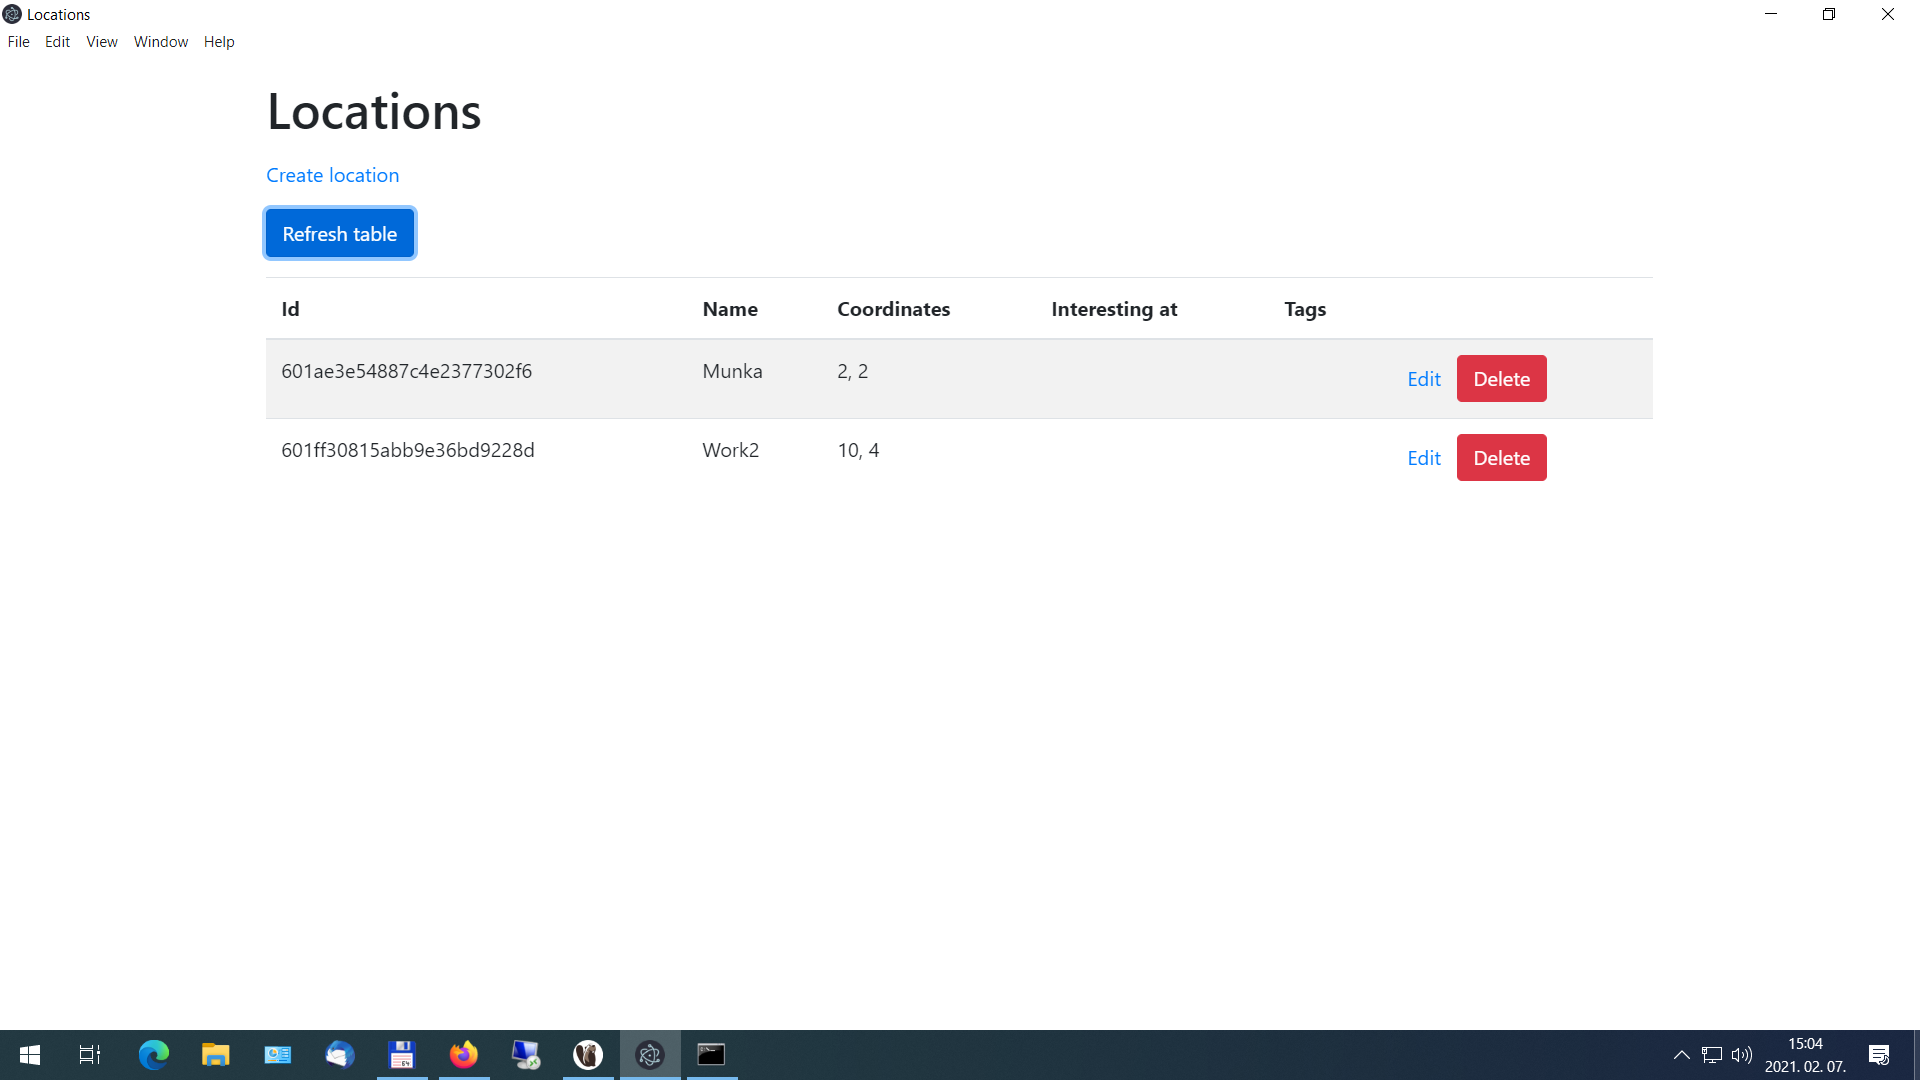 Locations
File Edit View Window Help
Locations
Create location
Refresh table
Id Name Coordinates Interesting at Tags
601ae3e54887c4e2377302f6 Munka 2, 2 Edit Delete
601ff30815abb9e36bd9228d Work2 10, 4 Edit Delete
64
15:04
2021. 02. 07.